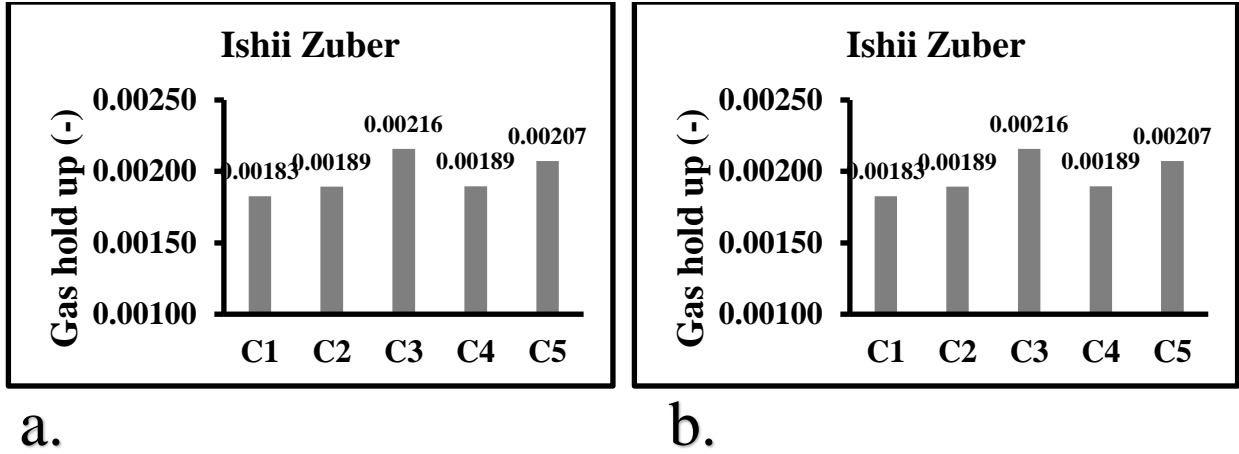 Ishii Zuber
Gas hold up (-)
0.00250
0.00200
0.00150
0.00100
0.00183
0.00189
0.00216
0.00189
0.00207
C1 C2 C3 C4 C5
a.
Ishii Zuber
Gas hold up (-)
0.00250
0.00200
0.00150
0.00100
0.00183
0.00189
0.00216
0.00189
0.00207
C1 C2 C3 C4 C5
b.